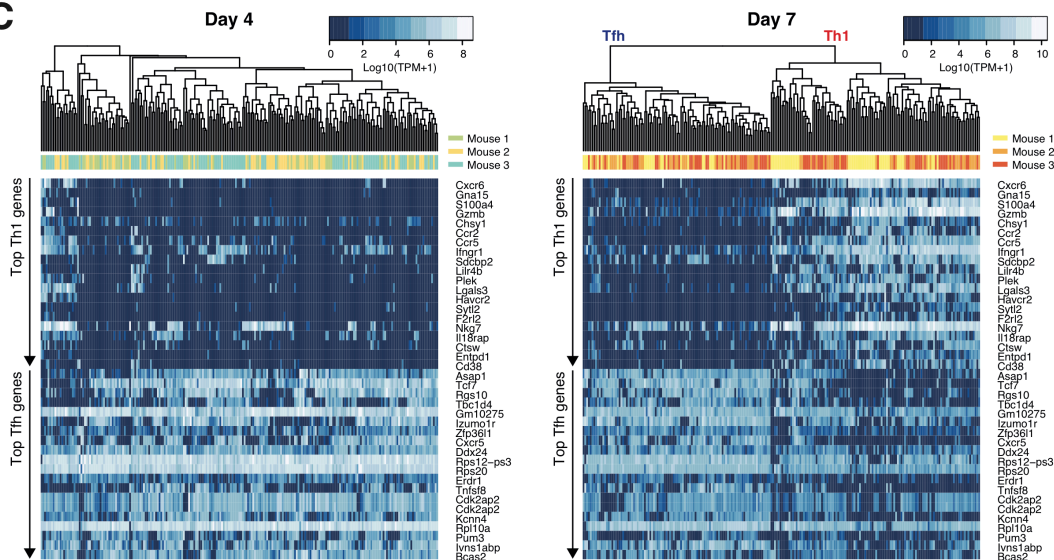 C
Day 4
0 2 4 6 8
Log10(TPM+1)
Mouse 1
Mouse 2
Mouse 3
Top Th1 genes
Cxcr6
Gna15
S100a4
Gzmb
Chsy1
Ccr2
Ccr5
Ifngr1
Sdcbp2
Lilr4b
Plek
Lgals3
Havcr2
Sytl2
F2rl2
Nkg7
Il18rap
Ctsw
Entpd1
Cd38
Top Tfh genes
Asap1
Tcf7
Rgs10
Tbc1d4
Gm10275
Izumo1r
Zfp36l1
Cxcr5
Ddx24
Rps12-ps3
Rps20
Erdr1
Tnfsf8
Cdk2ap2
Cdk2ap2
Kcnn4
Rpl10a
Pum3
Ivns1abp
Bcas2
Day 7
Tfh
Th1
0 2 4 6 8 10
Log10(TPM+1)
Mouse 1
Mouse 2
Mouse 3
Top Th1 genes
Cxcr6
Gna15
S100a4
Gzmb
Chsy1
Ccr2
Ccr5
Ifngr1
Sdcbp2
Lilr4b
Plek
Lgals3
Havcr2
Sytl2
F2rl2
Nkg7
Il18rap
Ctsw
Entpd1
Cd38
Top Tfh genes
Asap1
Tcf7
Rgs10
Tbc1d4
Gm10275
Izumo1r
Zfp36l1
Cxcr5
Ddx24
Rps12-ps3
Rps20
Erdr1
Tnfsf8
Cdk2ap2
Cdk2ap2
Kcnn4
Rpl10a
Pum3
Ivns1abp
Bcas2